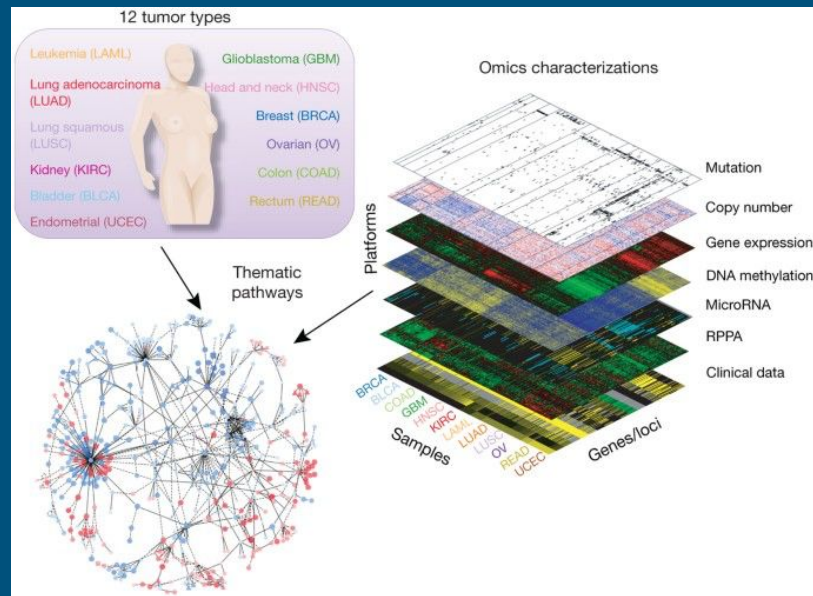 12 tumor types
Leukemia (LAML)
Lung adenocarcinoma
(LUAD)
Lung squamous
(LUSC)
Kidney (KIRC)
Bladder (BLCA)
Endometrial (UCEC)
Glioblastoma (GBM)
Head and neck (HNSC)
Breast (BRCA)
Ovarian (OV)
Colon (COAD)
Rectum (READ)
Omics characterizations
Mutation
Copy number
Gene expression
DNA methylation
MicroRNA
RPPA
Clinical data
Platforms
Thematic
pathways
BRCA
BLCA
COAD
GBM
HNSC
KIRC
LAML
LUAD
LUSC
OV
READ
UCEC
Samples
Genes/loci